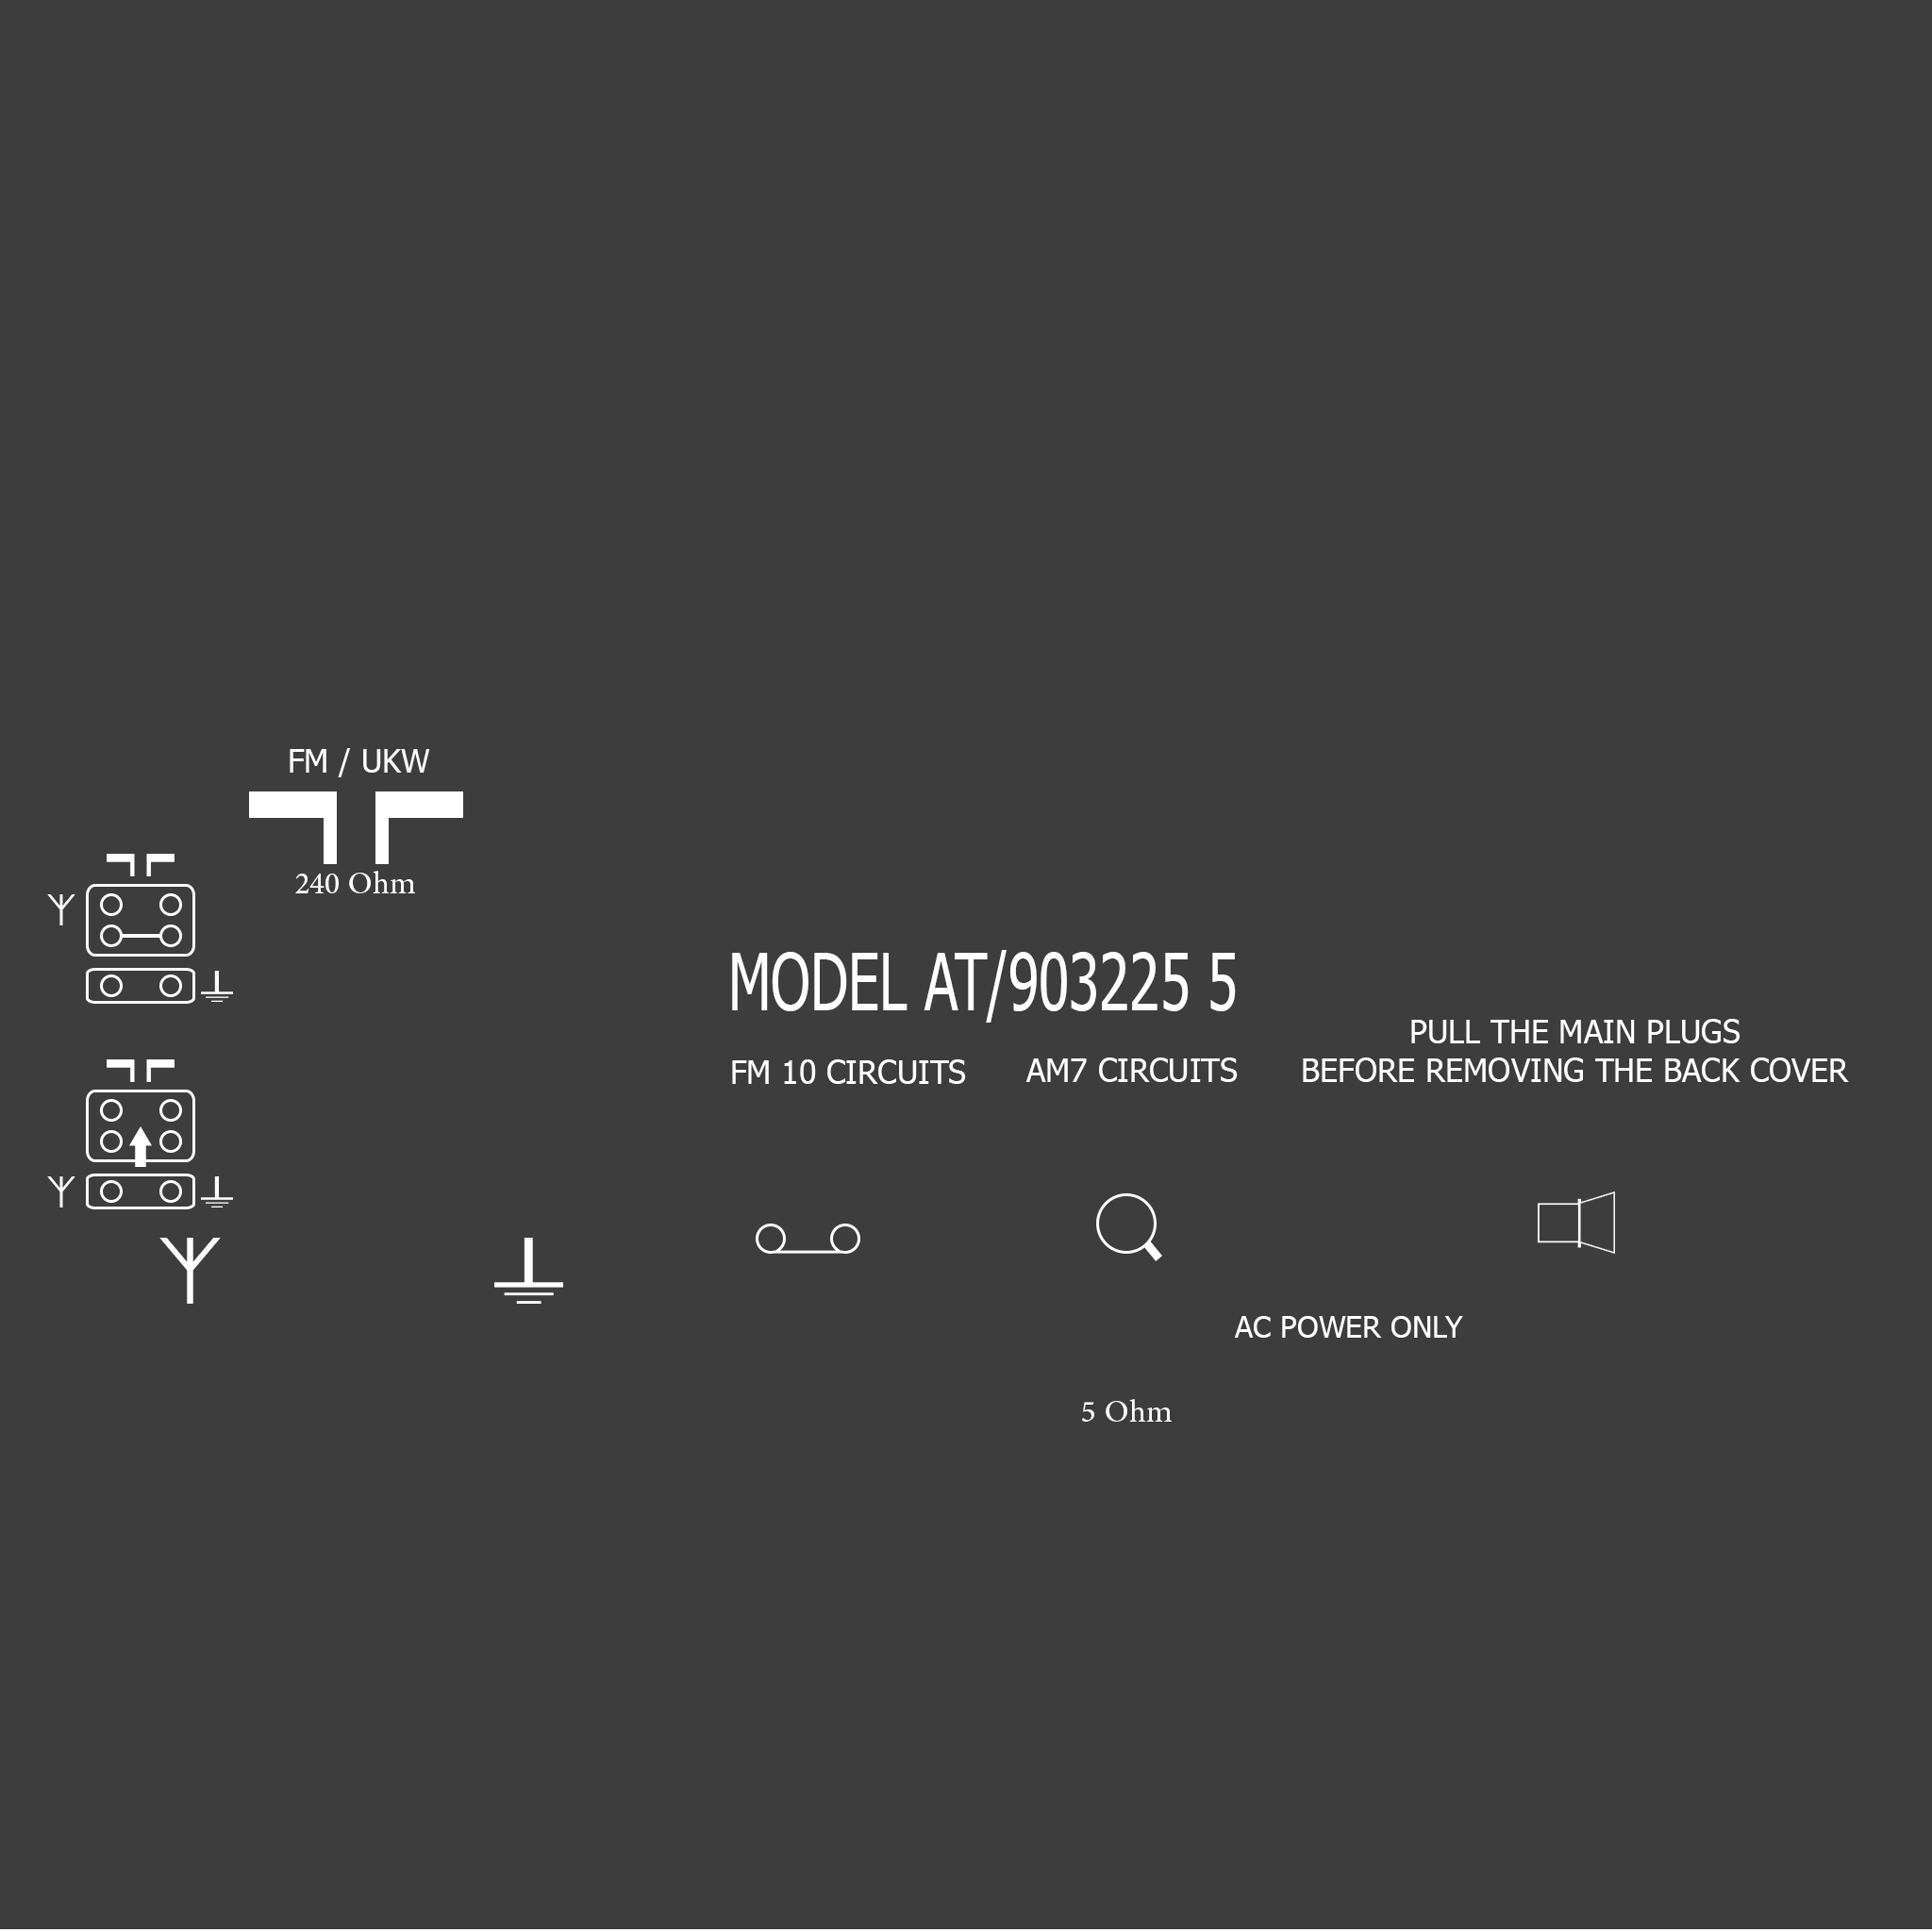 FM / UKW
240 Ohm
MODEL AT/903225 5
FM 10 CIRCUITS
AM7 CIRCUITS
PULL THE MAIN PLUGS
BEFORE REMOVING THE BACK COVER
AC POWER ONLY
5 Ohm